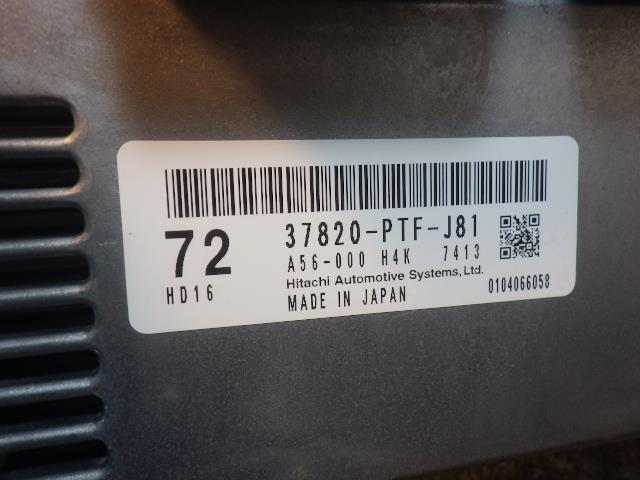 72 37820-PTF-J81
A56-000 H4K 7413
HD16 Hitachi Automotive Systems, Ltd.
MADE IN JAPAN 0104066058